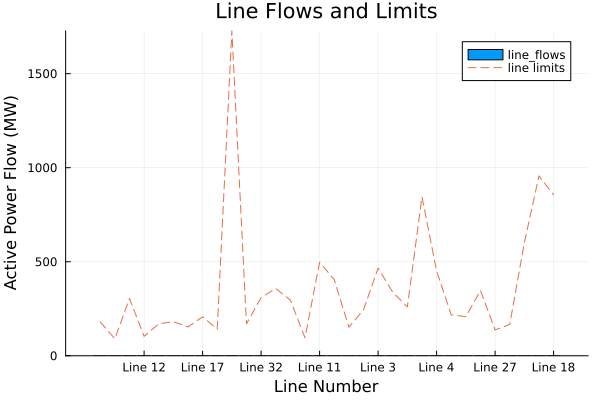 Line Flows and Limits
line_flows
line limits
Active Power Flow (MW)
1500
1000
500
0
Line 12 Line 17 Line 32 Line 11 Line 3 Line 4 Line 27 Line 18
Line Number